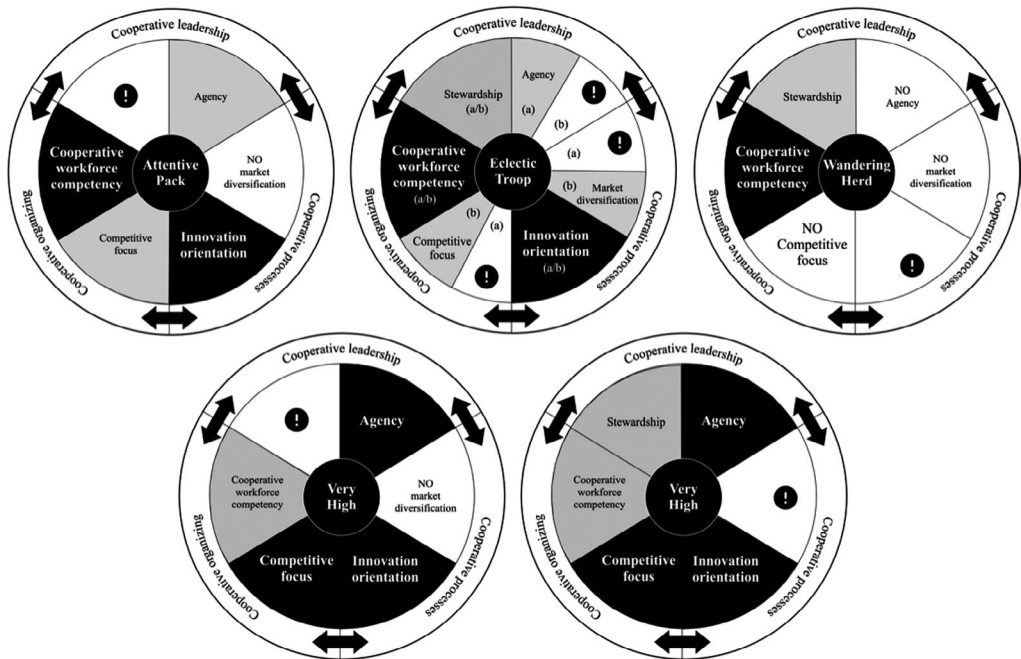 Cooperative leadership
!
Agency
Cooperative
workforce
competency
Attentive
Pack
NO
market
diversification
Competitive
focus
Innovation
orientation
Cooperative organizing
Cooperative processes
Cooperative leadership
Stewardship
(a/b)
Agency
(a)
!
(b)
(a)
!
Cooperative
workforce
competency
(a/b)
Eclectic
Troop
(b)
Market
diversification
(b)
Competitive
focus
(a)
!
Innovation
orientation
(a/b)
Cooperative organizing
Cooperative processes
Cooperative leadership
Stewardship
NO
Agency
Cooperative
workforce
competency
Wandering
Herd
NO
market
diversification
NO
Competitive
focus
!
Cooperative organizing
Cooperative processes
Cooperative leadership
!
Agency
Cooperative
workforce
competency
Very
High
NO
market
diversification
Competitive
focus
Innovation
orientation
Cooperative organizing
Cooperative processes
Cooperative leadership
Stewardship
Agency
Cooperative
workforce
competency
Very
High
!
Competitive
focus
Innovation
orientation
Cooperative organizing
Cooperative processes